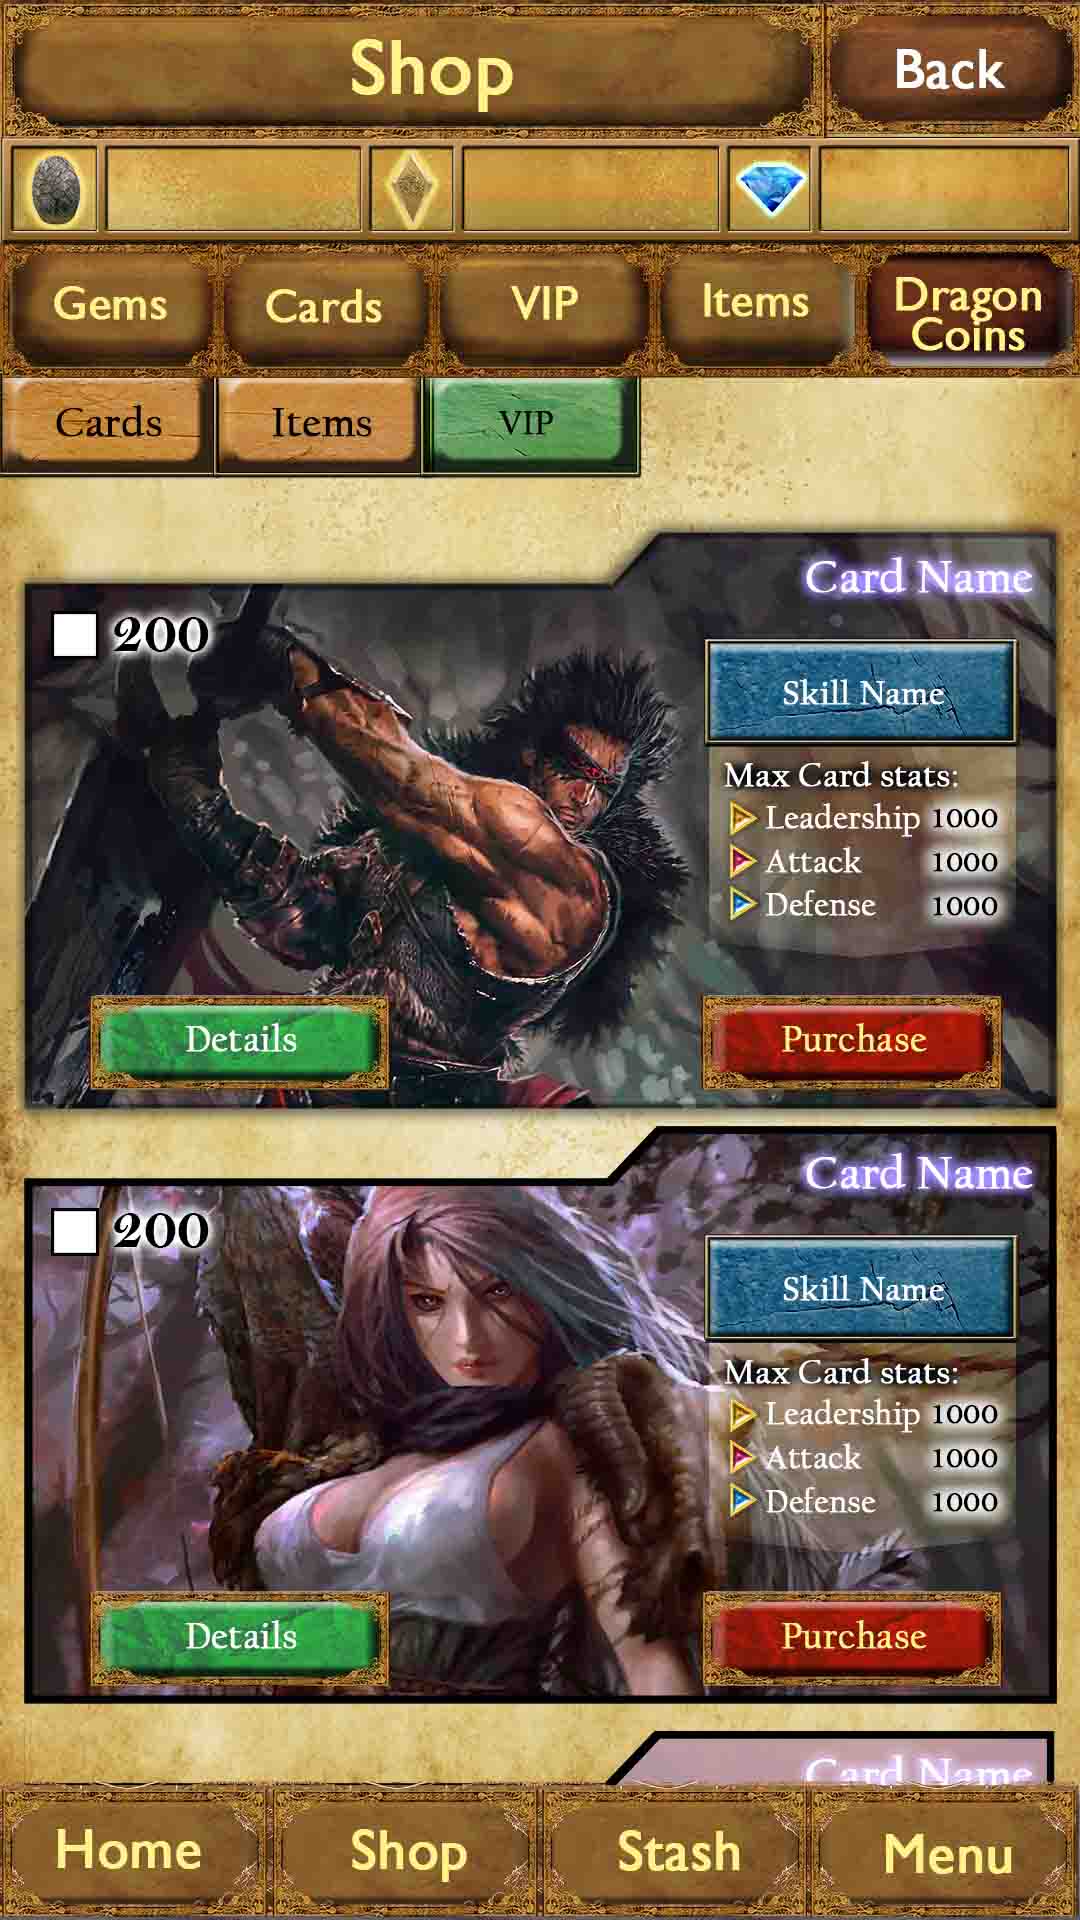 Shop
Back
Gems
Cards
VIP
Items
Dragon
Coins
Cards
Items
VIP
Card Name
200
Skill Name
Max Card stats:
Leadership 1000
Attack 1000
Defense 1000
Details
Purchase
Card Name
200
Skill Name
Max Card stats:
Leadership 1000
Attack 1000
Defense 1000
Details
Purchase
Card Name
Home
Shop
Stash
Menu